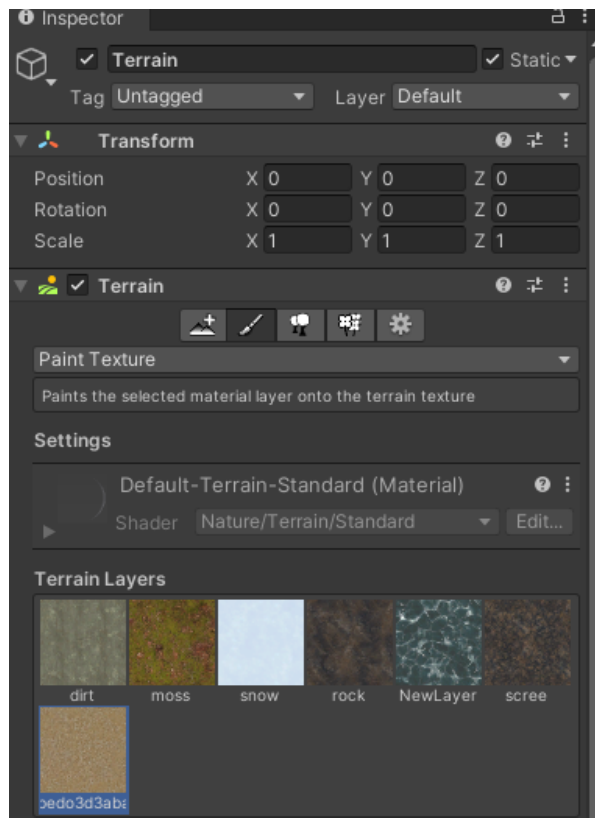 Inspector
Terrain
Static
Tag Untagged Layer Default
Transform
Position X 0 Y 0 Z 0
Rotation X 0 Y 0 Z 0
Scale X 1 Y 1 Z 1
Terrain
Paint Texture
Paints the selected material layer onto the terrain texture
Settings
Default-Terrain-Standard (Material)
Shader Nature/Terrain/Standard Edit...
Terrain Layers
dirt moss snow rock NewLayer scree
bedo3d3aba